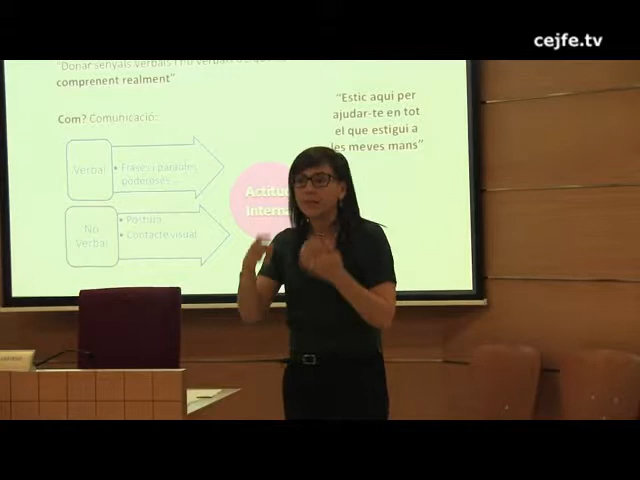 cejfe.tv
"Donar senyals verbals i no verbals de que
comprenent realment"
Com? Comunicació:
Verbal
• Frases i paraules
poderoses...
No
Verbal
• Postura
• Contacte visual
Actitud
Interna
"Estic aquí per
ajudar-te en tot
el que estigui a
les meves mans"